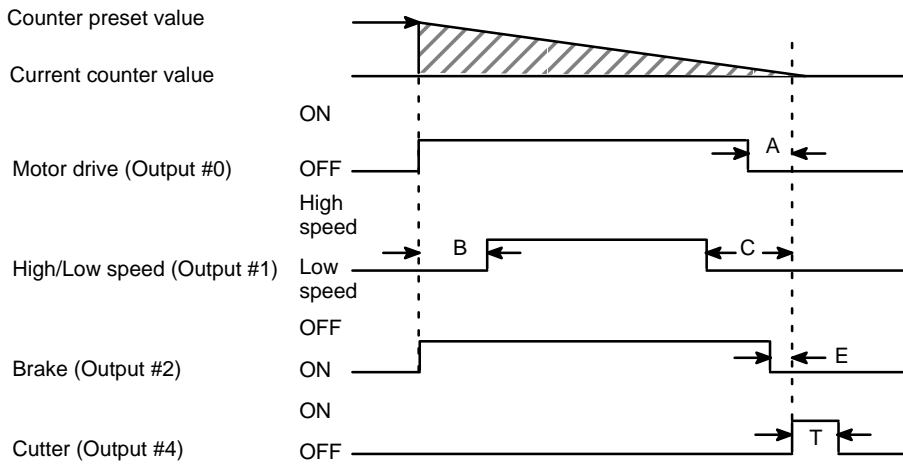 Counter preset value
Current counter value
ON
A
Motor drive (Output #0)
OFF
High
speed
B
C
High/Low speed (Output #1)
Low
speed
OFF
E
Brake (Output #2)
ON
ON
T
Cutter (Output #4)
OFF